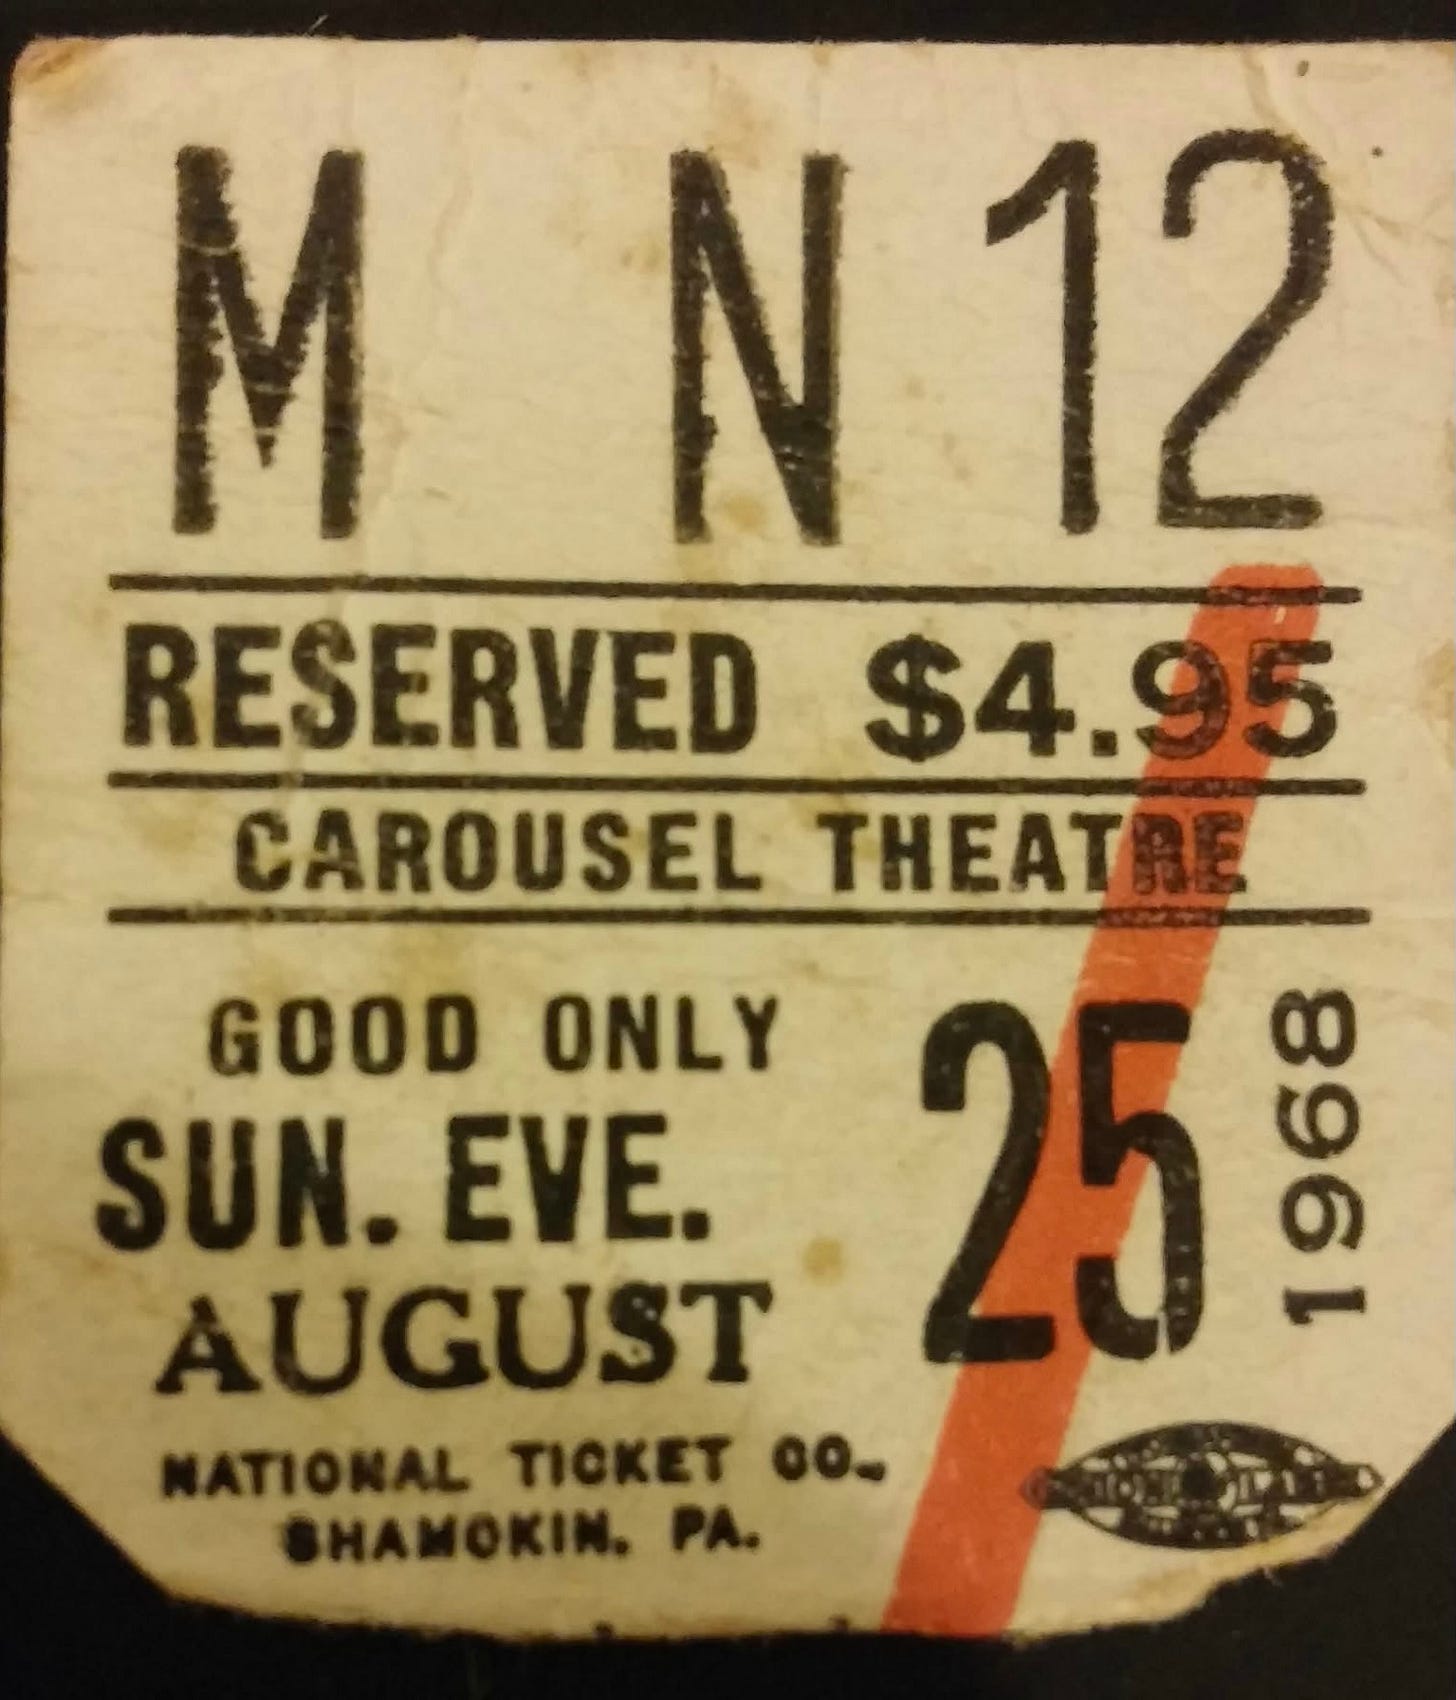 M N 12
RESERVED $4.95
CAROUSEL THEATRE
GOOD ONLY
SUN. EVE.
AUGUST
25
1968
NATIONAL TICKET CO.,
SHAMOKIN, PA.